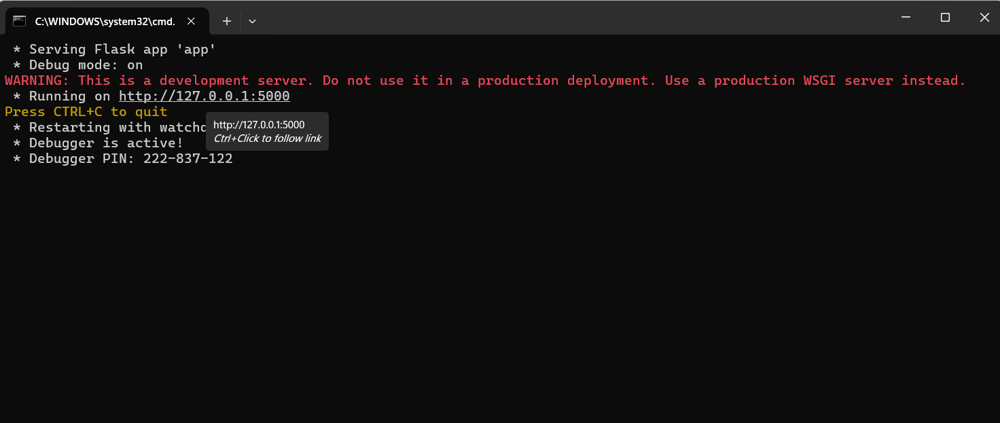 C:\WINDOWS\system32\cmd.
* Serving Flask app 'app'
* Debug mode: on
WARNING: This is a development server. Do not use it in a production deployment. Use a production WSGI server instead.
* Running on http://127.0.0.1:5000
Press CTRL+C to quit
http://127.0.0.1:5000
Ctrl+Click to follow link
* Restarting with
* Debugger is active!
* Debugger PIN: 222-837-122